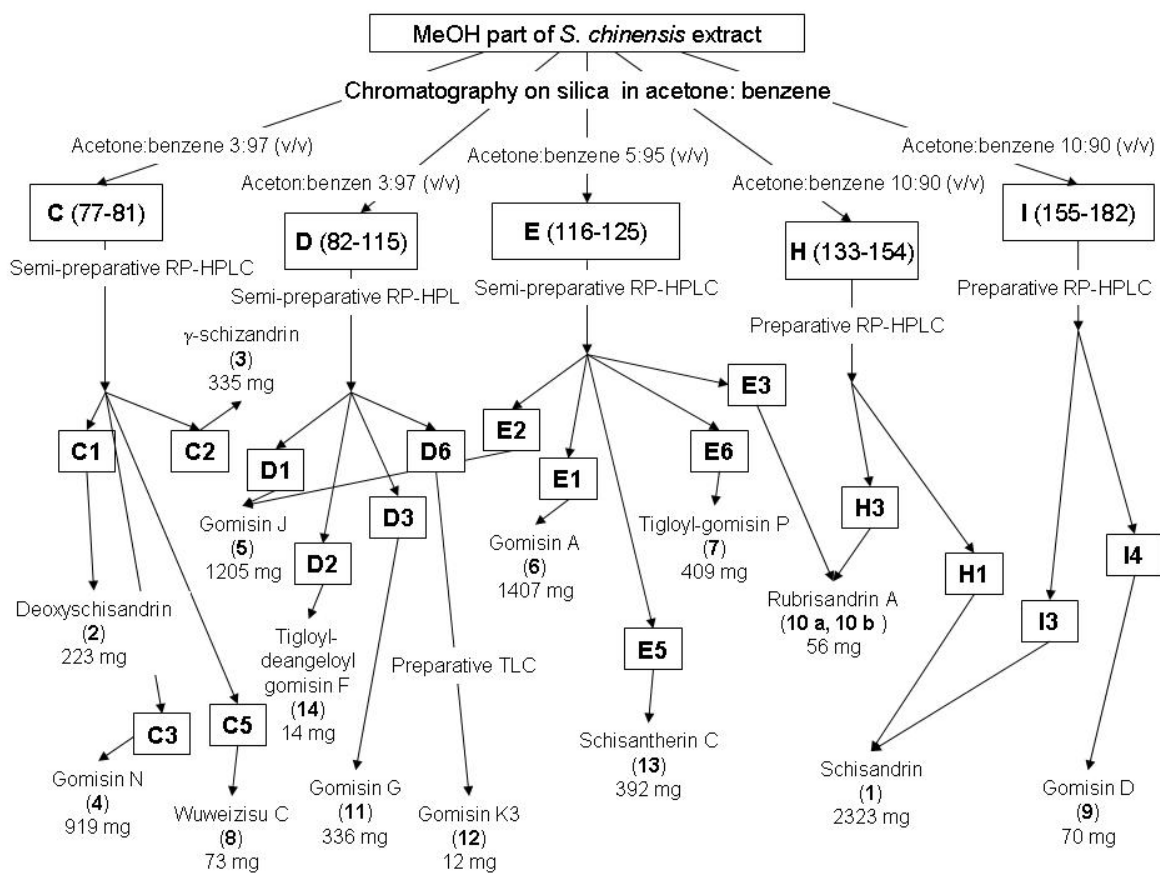 MeOH part of S. chinensis extract
Chromatography on silica in acetone: benzene
Acetone:benzene 3:97 (v/v)
Aceton:benzen 3:97 (v/v)
Acetone:benzene 5:95 (v/v)
Acetone:benzene 10:90 (v/v)
Acetone:benzene 10:90 (v/v)
C (77-81)
D (82-115)
E (116-125)
H (133-154)
I (155-182)
Semi-preparative RP-HPLC
Semi-preparative RP-HPL
Semi-preparative RP-HPLC
Preparative RP-HPLC
Preparative RP-HPLC
γ-schizandrin
(3)
335 mg
C1
C2
D1
D6
E2
E1
E3
E6
D3
D2
H3
H1
I4
I3
E5
C3
C5
Gomisin J
(5)
1205 mg
Gomisin A
(6)
1407 mg
Tigloyl-gomisin P
(7)
409 mg
Deoxyschisandrin
(2)
223 mg
Tigloyl-
deangeloyl
gomisin F
(14)
14 mg
Preparative TLC
Rubrisandrin A
(10 a, 10 b )
56 mg
Gomisin N
(4)
919 mg
Wuweizisu C
(8)
73 mg
Gomisin G
(11)
336 mg
Gomisin K3
(12)
12 mg
Schisantherin C
(13)
392 mg
Schisandrin
(1)
2323 mg
Gomisin D
(9)
70 mg